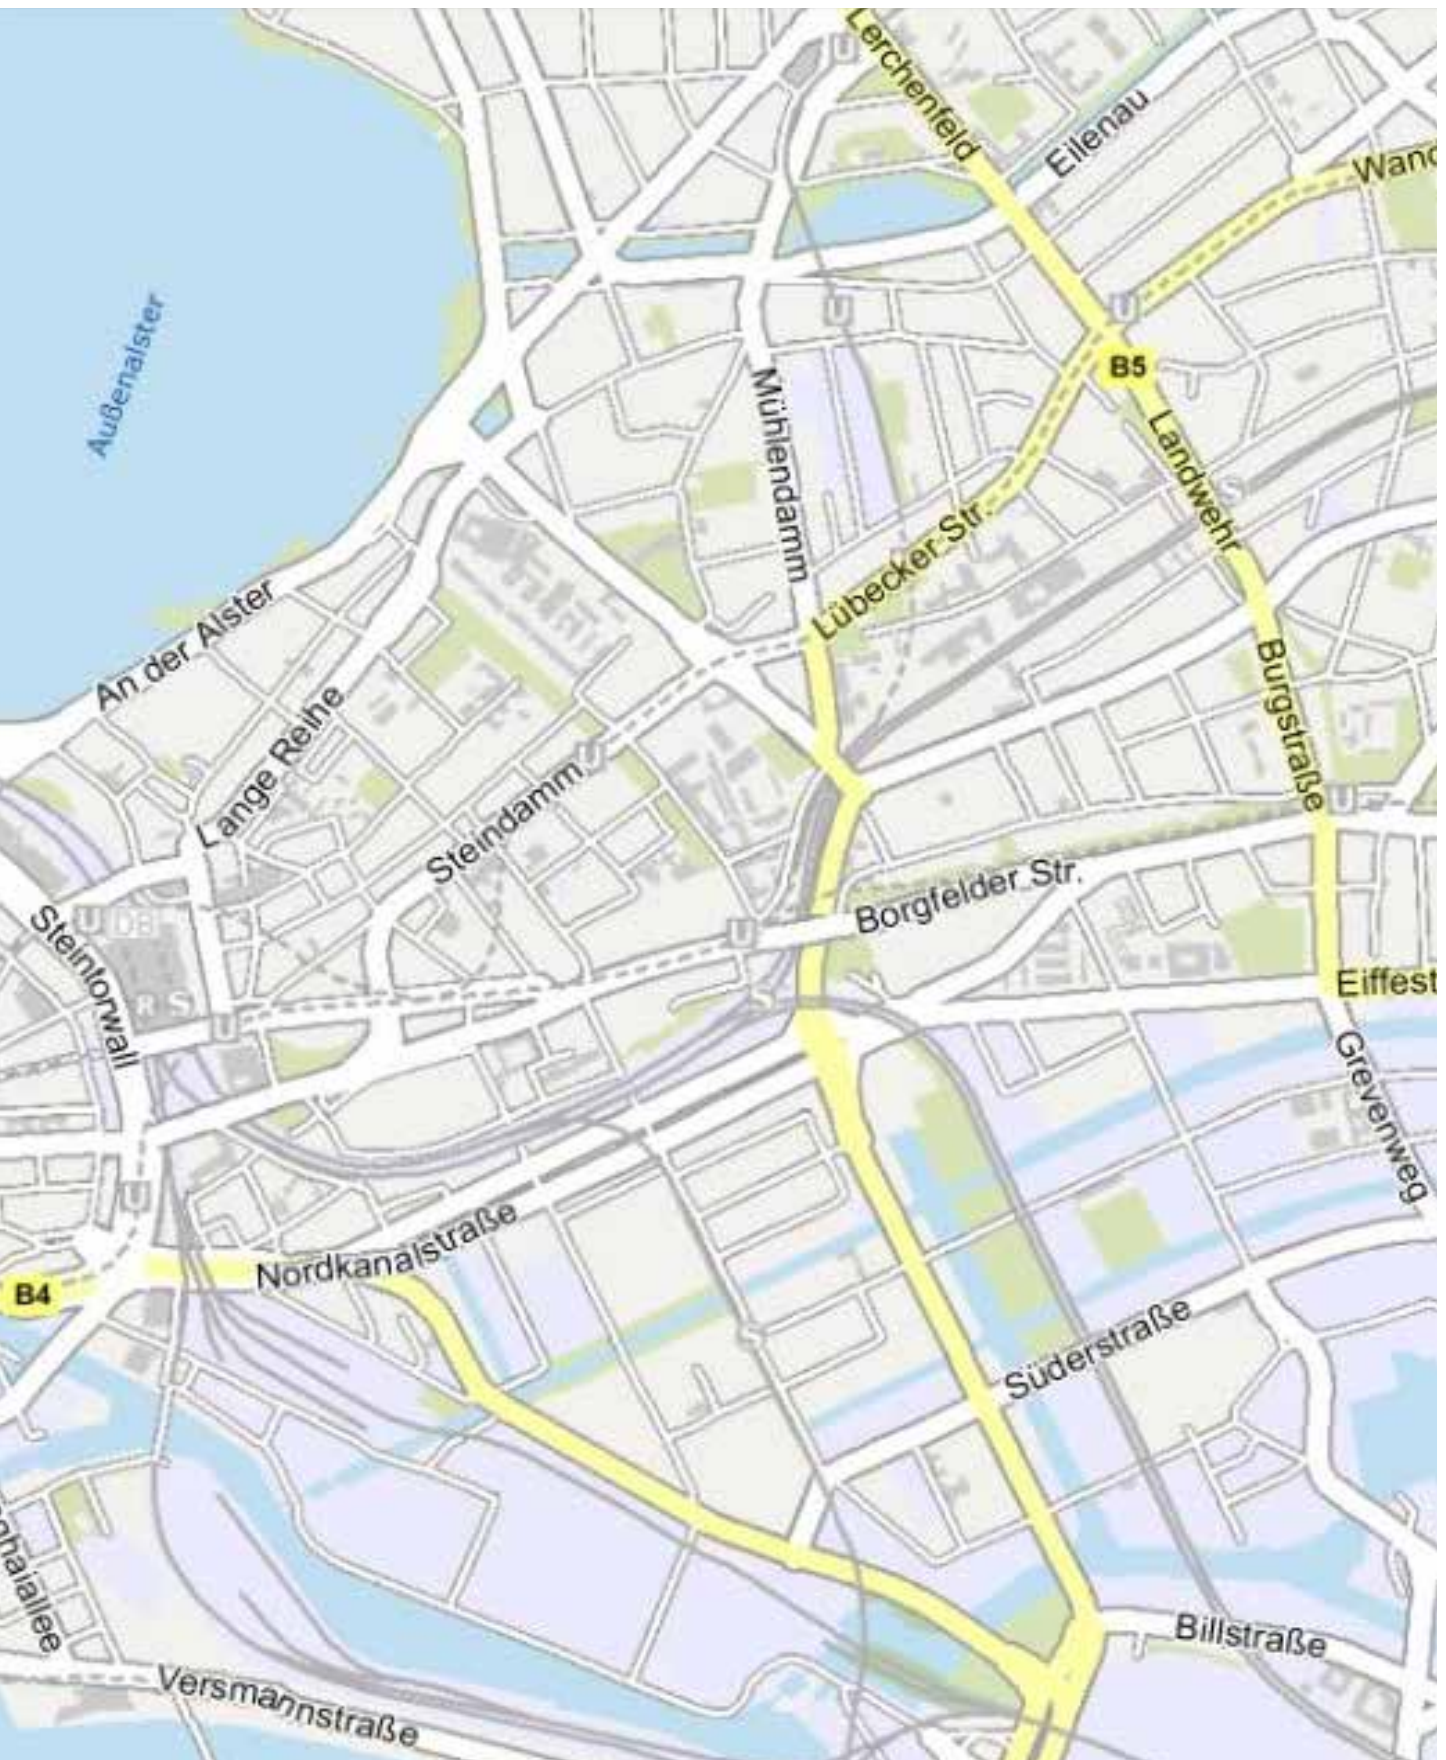 Lerchenfeld
U
Eilenau
Außenalster
U
U
B5
Mühlendamm
Landwehr
S
Lübecker Str.
An der Alster
Lange Reihe
Burgstraße
U
Steindamm
U
Borgfelder Str.
Steintorwall
U
DB
U
R
S
S
U
Eiffest
Grevenweg
U
Nordkanalstraße
B4
Süderstraße
S
Billstraße
Versmannstraße